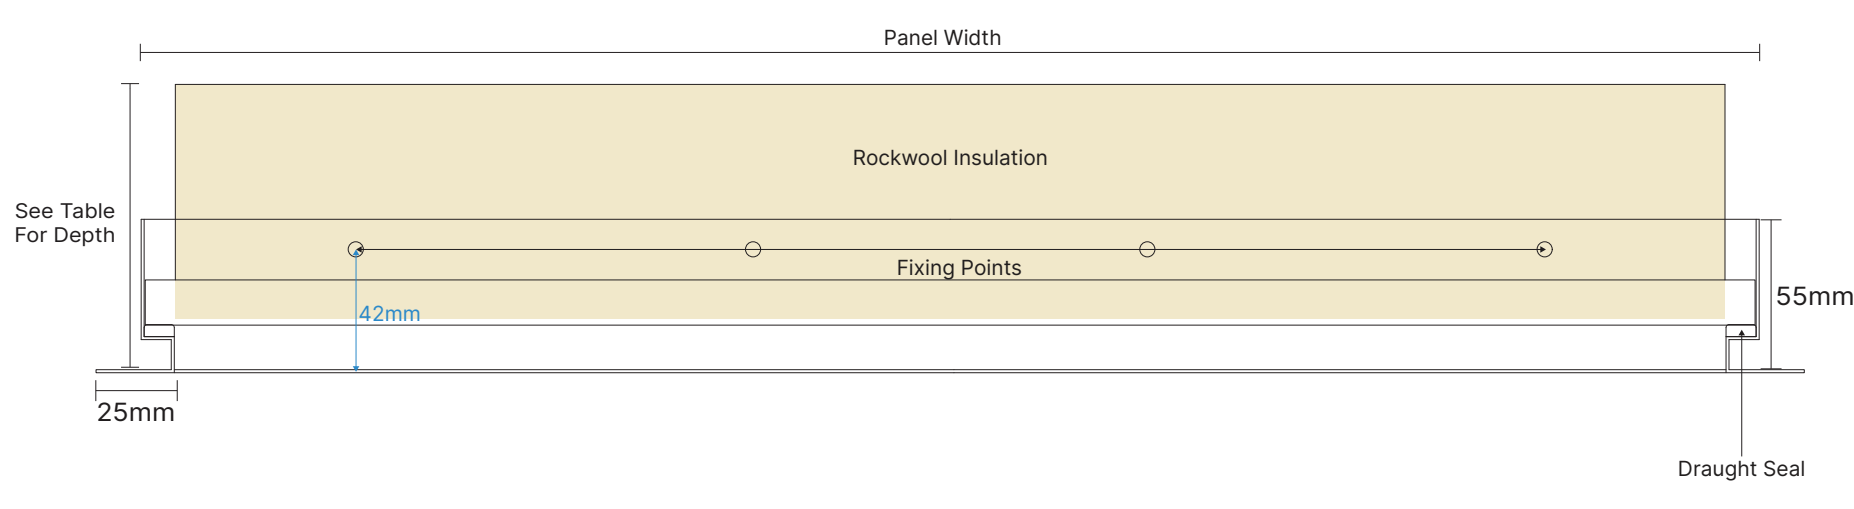 Panel Width
Rockwool Insulation
See Table
For Depth
Fixing Points
55mm
42mm
25mm
Draught Seal